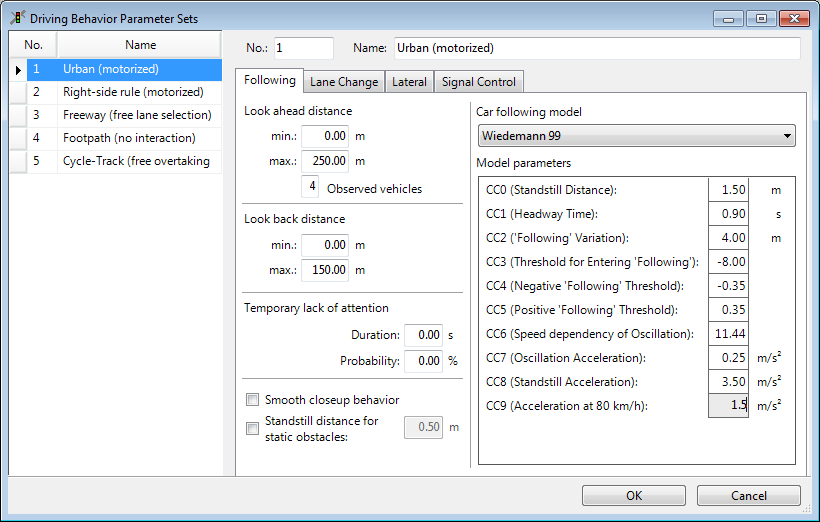 Driving Behavior Parameter Sets
No. Name
1 Urban (motorized)
2 Right-side rule (motorized)
3 Freeway (free lane selection)
4 Footpath (no interaction)
5 Cycle-Track (free overtaking
No.: 1 Name: Urban (motorized)
Following Lane Change Lateral Signal Control
Look ahead distance
min.: 0.00 m
max.: 250.00 m
4 Observed vehicles
Look back distance
min.: 0.00 m
max.: 150.00 m
Temporary lack of attention
Duration: 0.00 s
Probability: 0.00 %
Smooth closeup behavior
Standstill distance for
static obstacles: 0.50 m
Car following model
Wiedemann 99
Model parameters
CC0 (Standstill Distance): 1.50 m
CC1 (Headway Time): 0.90 s
CC2 ('Following' Variation): 4.00 m
CC3 (Threshold for Entering 'Following'): -8.00
CC4 (Negative 'Following' Threshold): -0.35
CC5 (Positive 'Following' Threshold): 0.35
CC6 (Speed dependency of Oscillation): 11.44
CC7 (Oscillation Acceleration): 0.25 m/s²
CC8 (Standstill Acceleration): 3.50 m/s²
CC9 (Acceleration at 80 km/h): 1.5 m/s²
OK Cancel